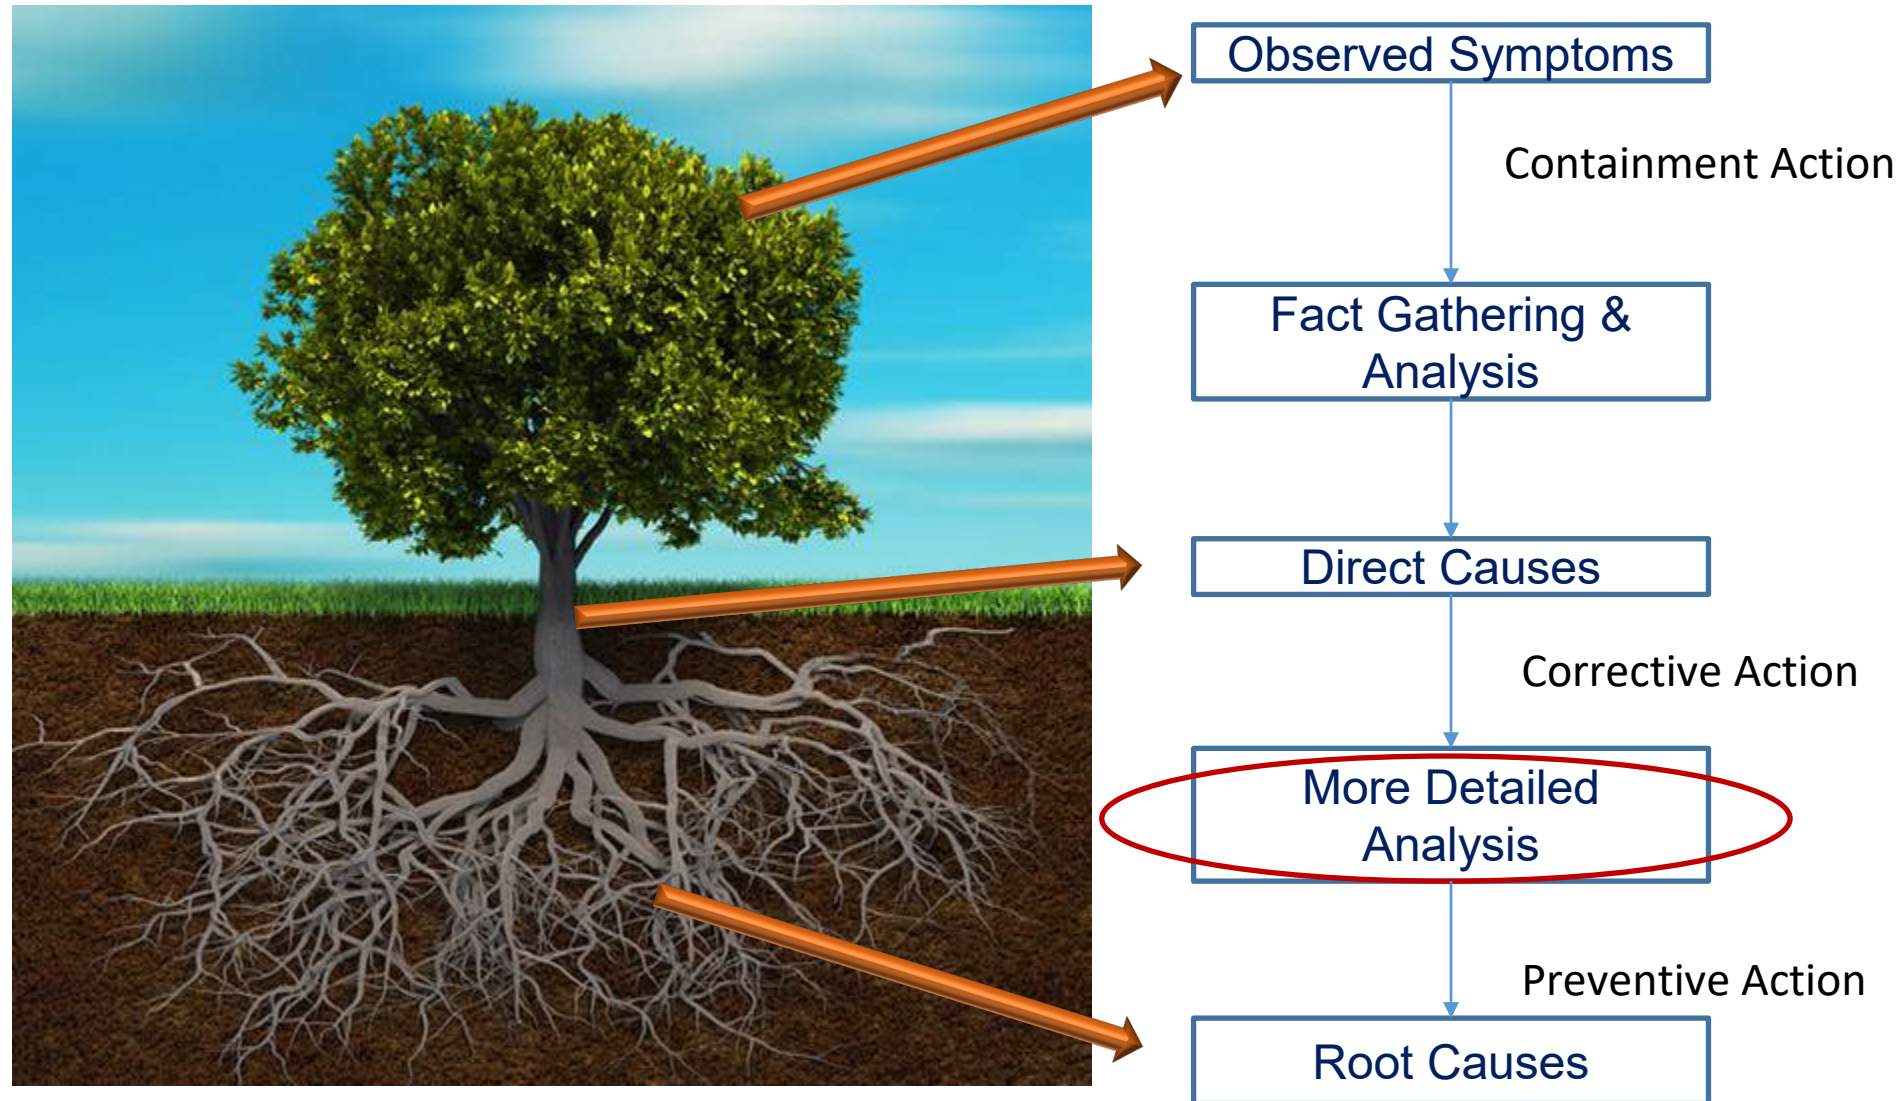 Observed Symptoms
Containment Action
Fact Gathering &
Analysis
Direct Causes
Corrective Action
More Detailed
Analysis
Preventive Action
Root Causes